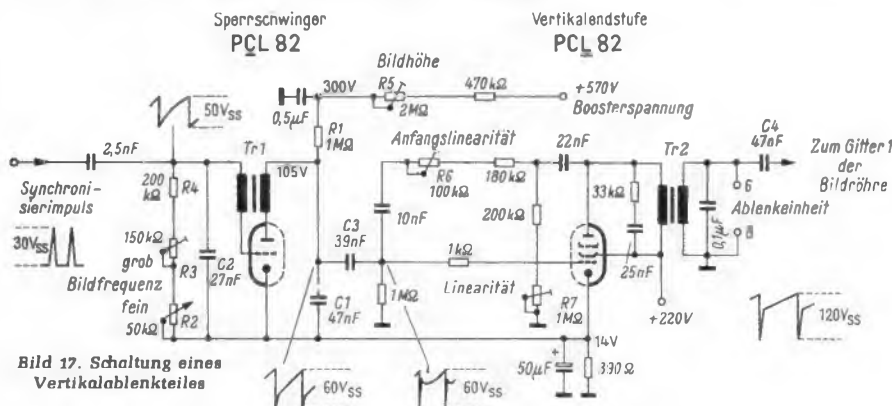 Sperrschwinger
PCL 82
Vertikalendstufe
PCL 82
Bildhöhe
300V
R5
2MΩ
470kΩ
+570V
Boosterspannung
0,5µF
50Vss
R1
1MΩ
Anfangslinearität
22nF
C4
47nF
2,5nF
Tr1
105V
R6
100kΩ
180kΩ
Tr2
Zum Gitter 1
der
Bildröhre
Synchroni-
sierimpuls
200
kΩ
R4
10nF
33kΩ
6
Ablenkeinheit
8
0,1µF
30Vss
150kΩ
R3
grob
Bildfrequenz
fein
50kΩ
R2
C2
27nF
C3
39nF
1kΩ
200kΩ
25nF
1MΩ
Linearität
R7
1MΩ
C1
47nF
+220V
14V
120Vss
+
50µF
390Ω
60Vss
60Vss
Bild 17. Schaltung eines
Vertikalablenkteiles